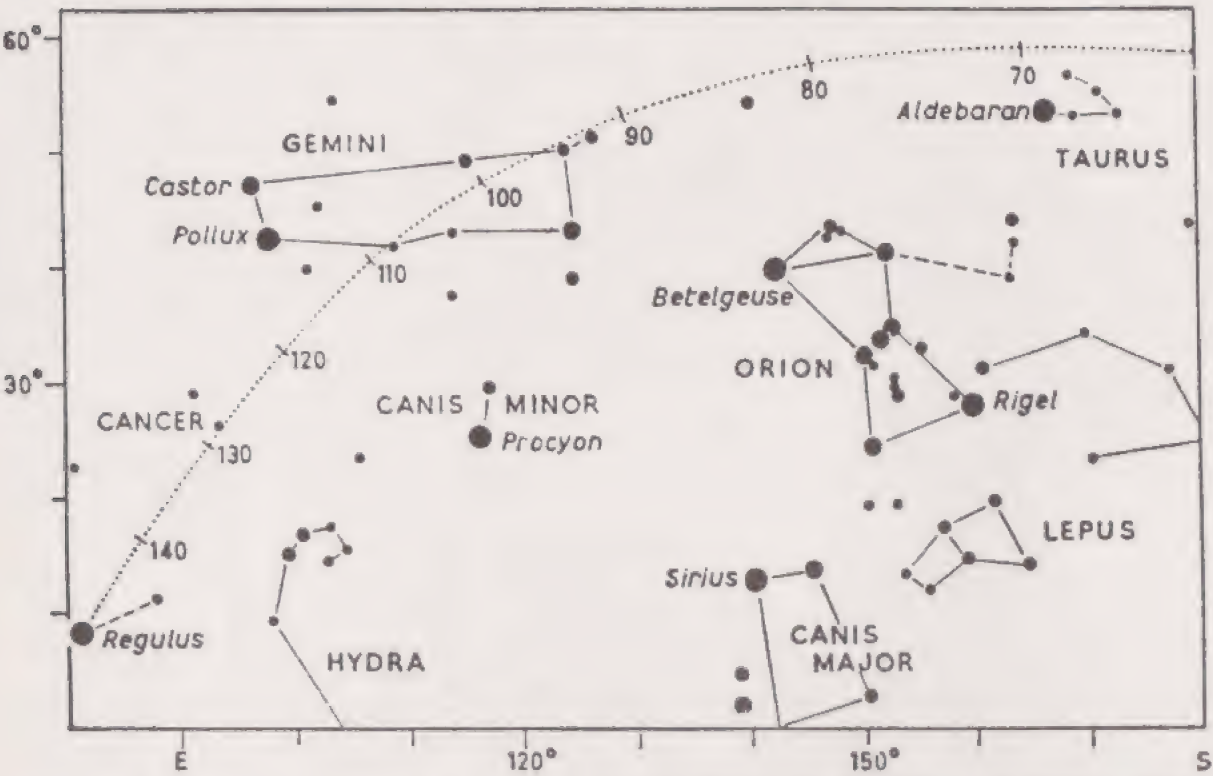 60°
70
80
Aldebaran
90
GEMINI
TAURUS
Castor
100
Pollux
110
Betelgeuse
120
ORION
30°
CANIS MINOR
Rigel
CANCER
Procyon
130
LEPUS
140
Sirius
CANIS
MAJOR
Regulus
HYDRA
E
120°
150°
S